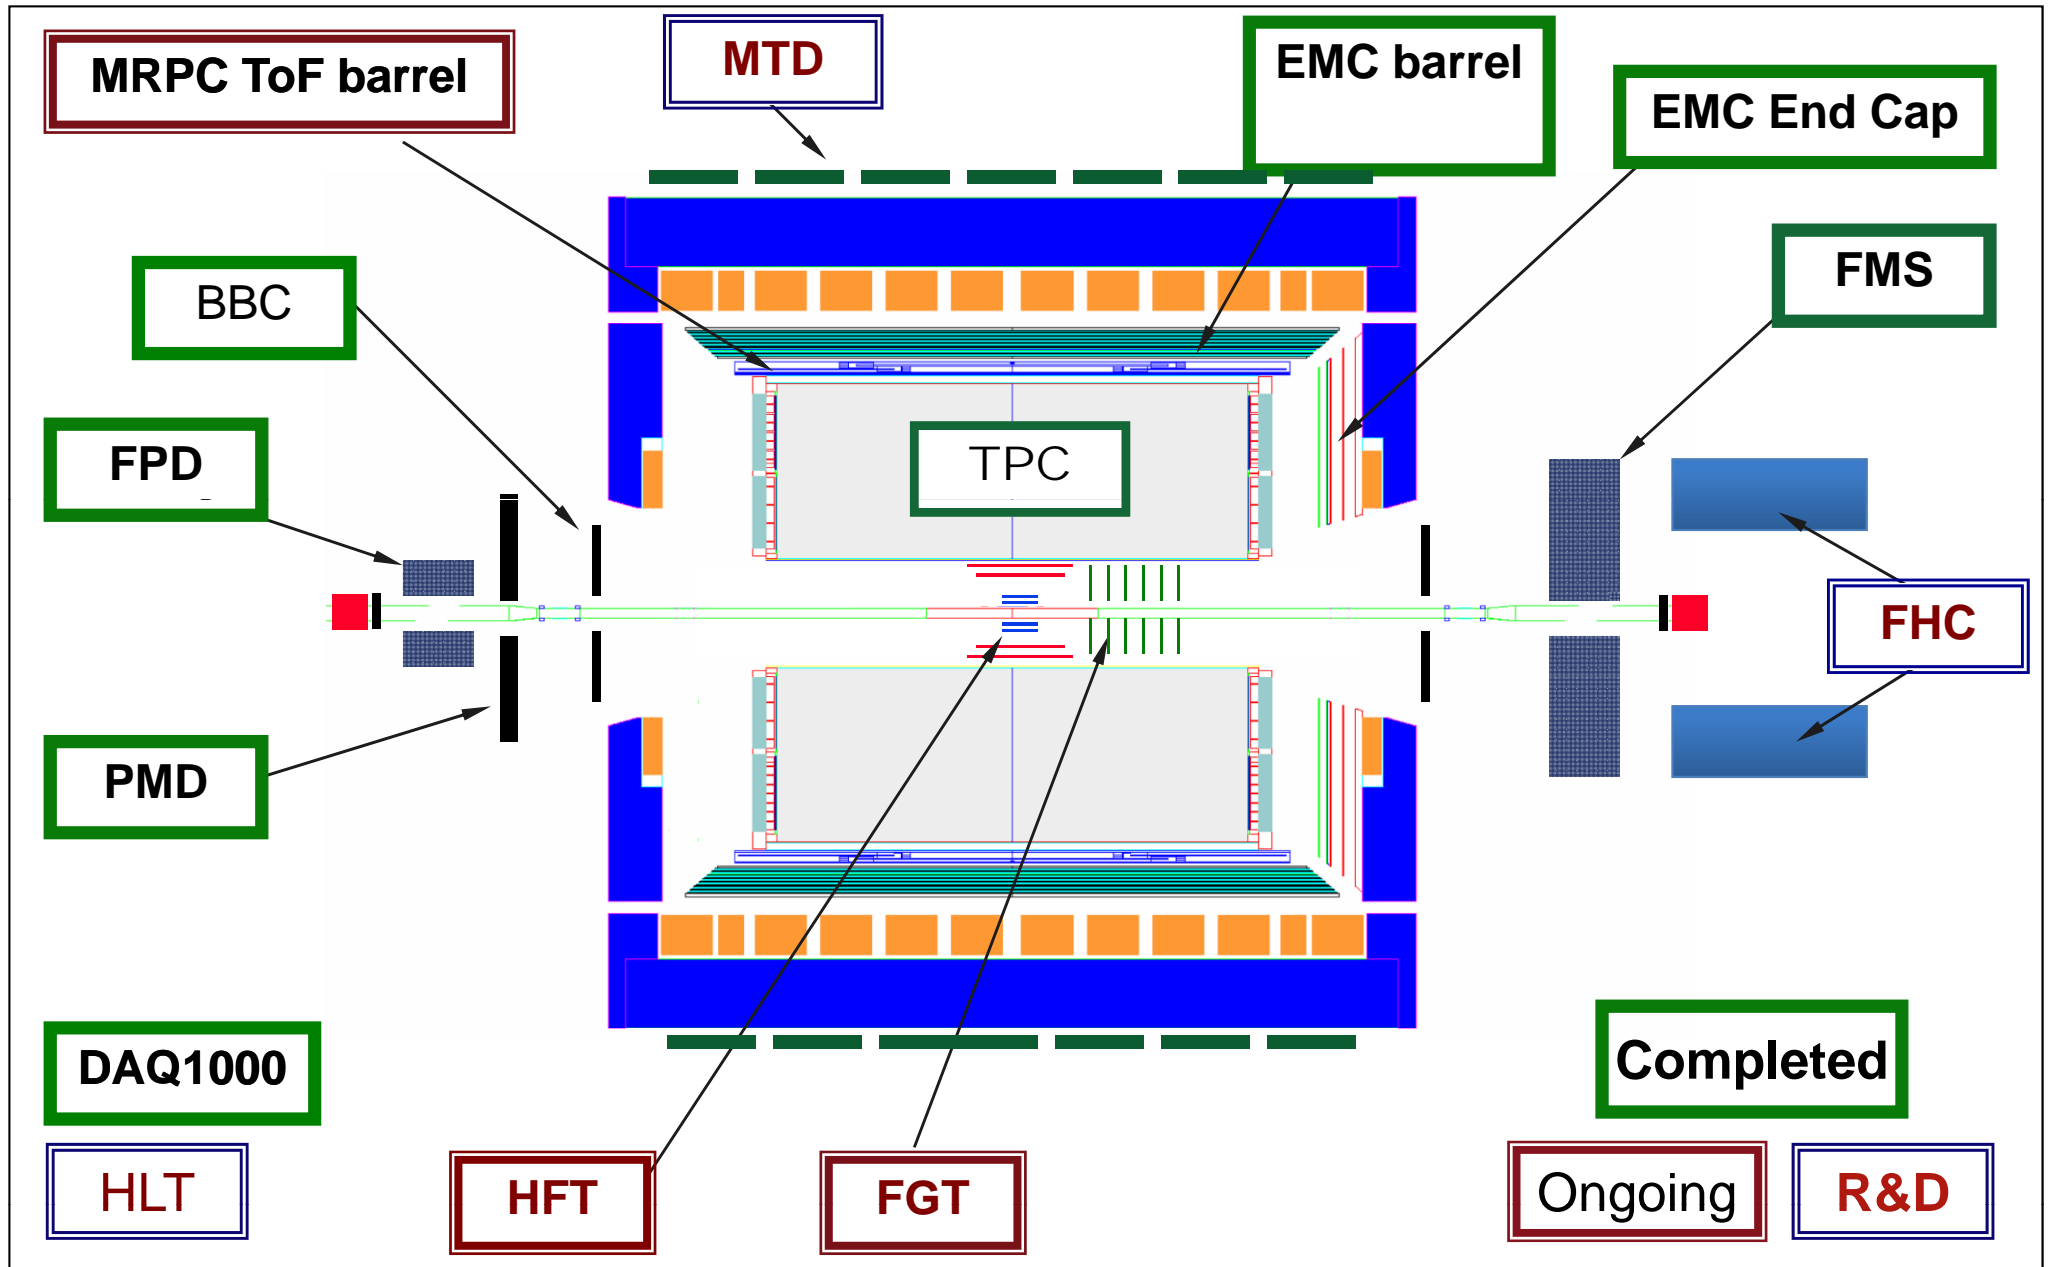 MRPC ToF barrel
MTD
EMC barrel
EMC End Cap
BBC
FMS
FPD
TPC
FHC
PMD
DAQ1000
Completed
HLT
HFT
FGT
Ongoing
R&D